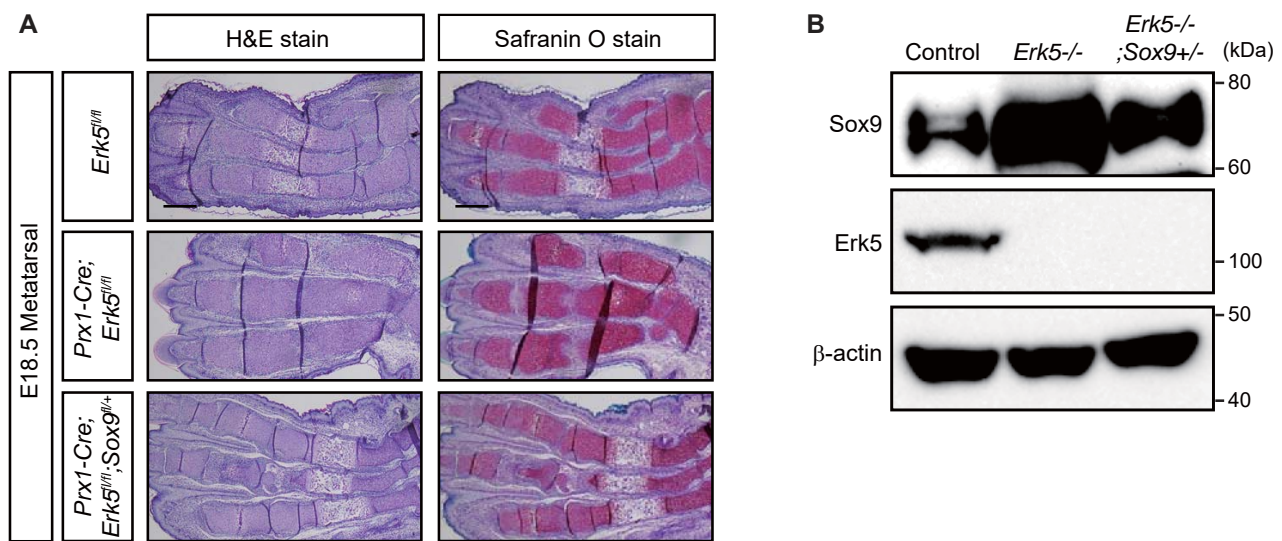 A
H&E stain
Safranin O stain
E18.5 Metatarsal
Erk5fl/fl
Prx1-Cre;
Erk5fl/fl
Prx1-Cre;
Erk5fl/fl;Sox9fl/+
B
Control
Erk5-/-
Erk5-/-
;Sox9+/-
(kDa)
Sox9
80
60
Erk5
100
β-actin
50
40